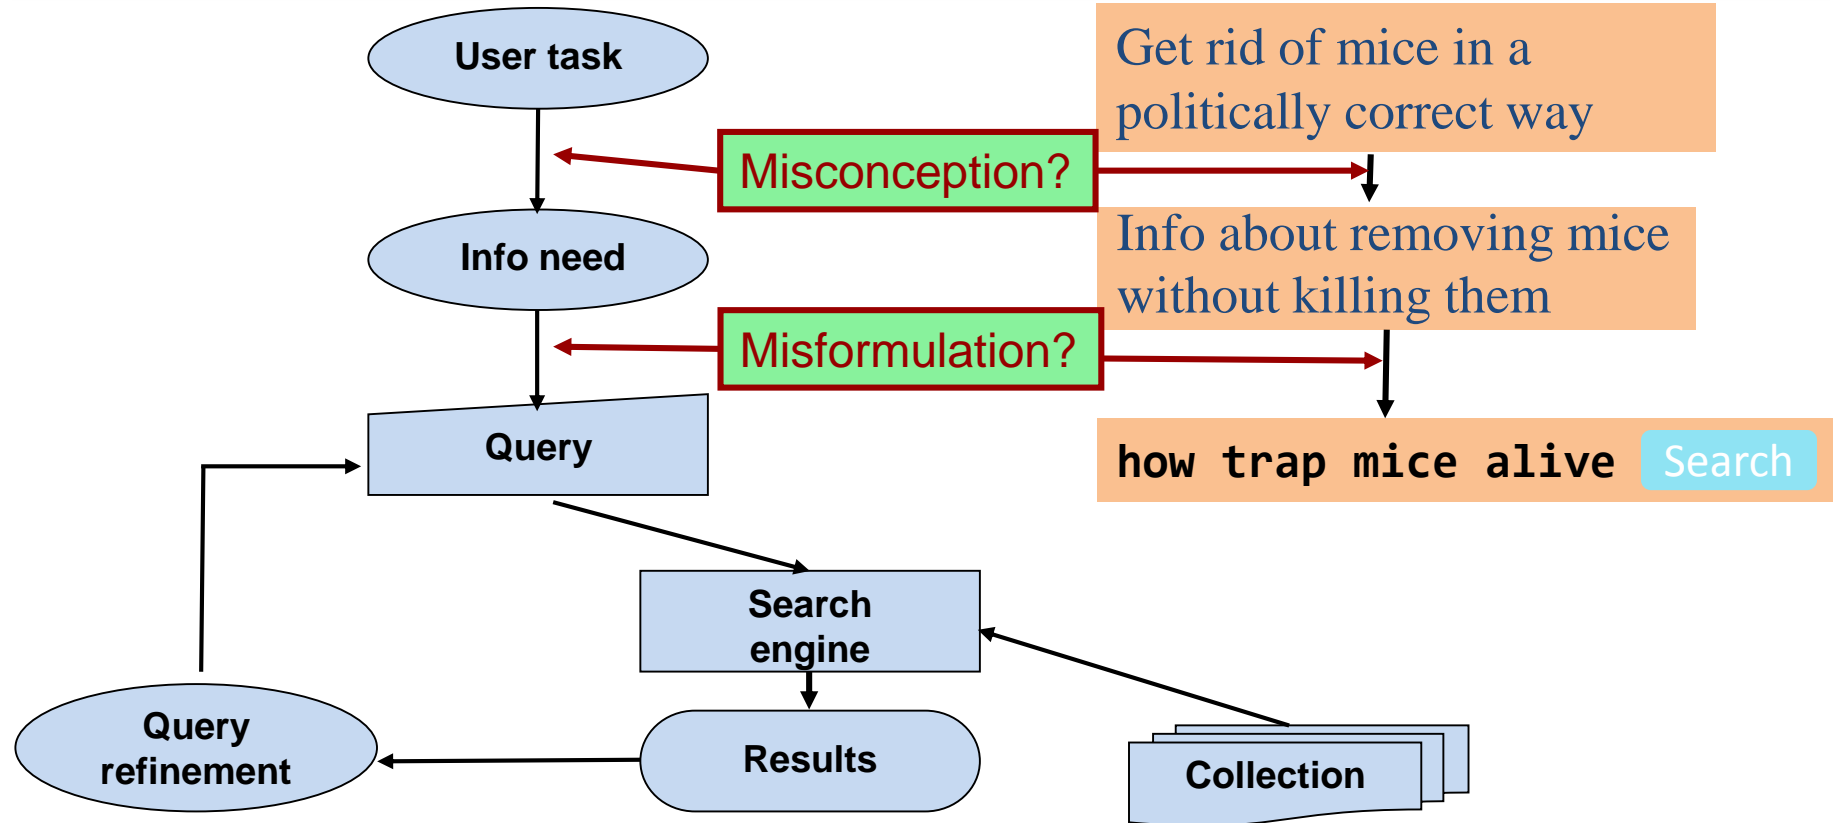 User task
Get rid of mice in a
politically correct way
Misconception?
Info need
Info about removing mice
without killing them
Misformulation?
Query
how trap mice alive Search
Search
engine
Query
refinement
Results
Collection